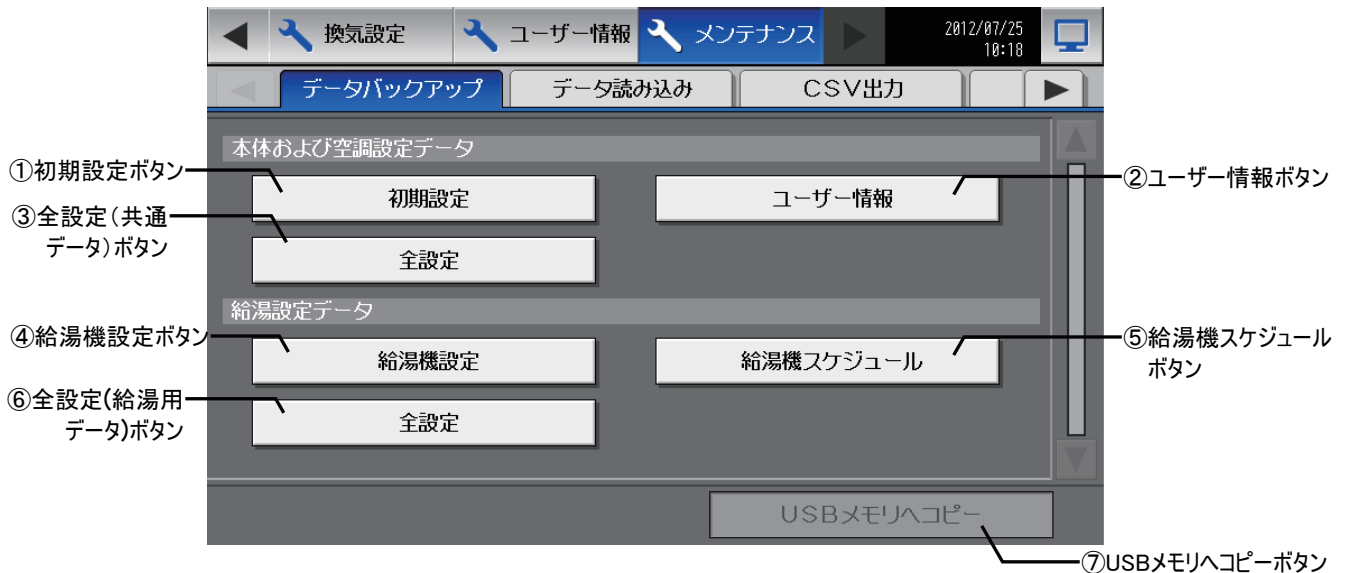 換気設定 ユーザー情報 メンテナンス 2012/07/25
10:18
データバックアップ データ読み込み CSV出力
本体および空調設定データ
①初期設定ボタン 初期設定 ユーザー情報 ②ユーザー情報ボタン
③全設定(共通
データ)ボタン
全設定
給湯設定データ
④給湯機設定ボタン 給湯機設定 給湯機スケジュール ⑤給湯機スケジュール
ボタン
⑥全設定(給湯用
データ)ボタン
全設定
USBメモリへコピー
⑦USBメモリへコピーボタン